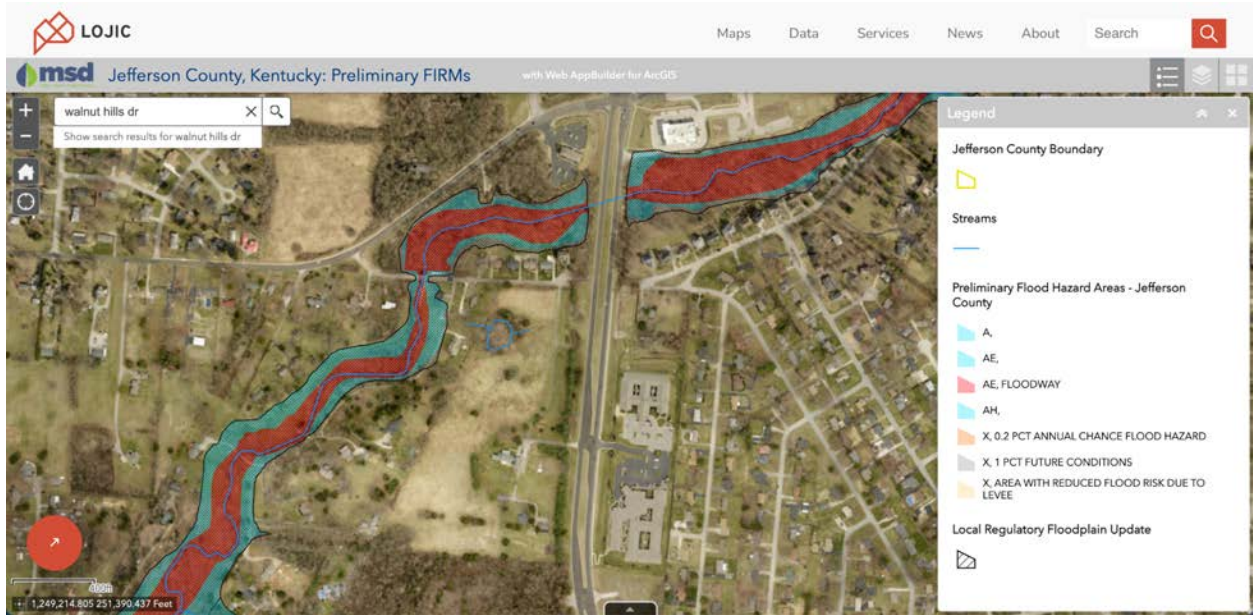 LOJIC
Maps Data Services News About Search
msd Jefferson County, Kentucky: Preliminary FIRMs with Web AppBuilder for ArcGIS
walnut hills dr
Show search results for walnut hills dr
Legend
Jefferson County Boundary
Streams
Preliminary Flood Hazard Areas - Jefferson
County
A,
AE,
AE, FLOODWAY
AH,
X, 0.2 PCT ANNUAL CHANCE FLOOD HAZARD
X, 1 PCT FUTURE CONDITIONS
X, AREA WITH REDUCED FLOOD RISK DUE TO
LEVEE
Local Regulatory Floodplain Update
400ft
1,249,214.805 251,390.437 Feet